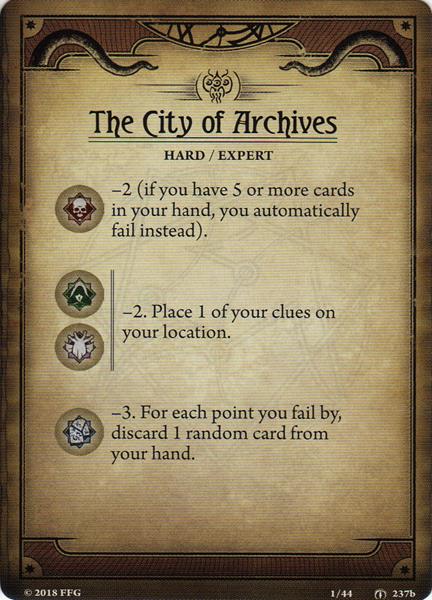 The City of Archives
HARD / EXPERT
–2 (if you have 5 or more cards
in your hand, you automatically
fail instead).
–2. Place 1 of your clues on
your location.
–3. For each point you fail by,
discard 1 random card from
your hand.
© 2018 FFG
1/44
237b